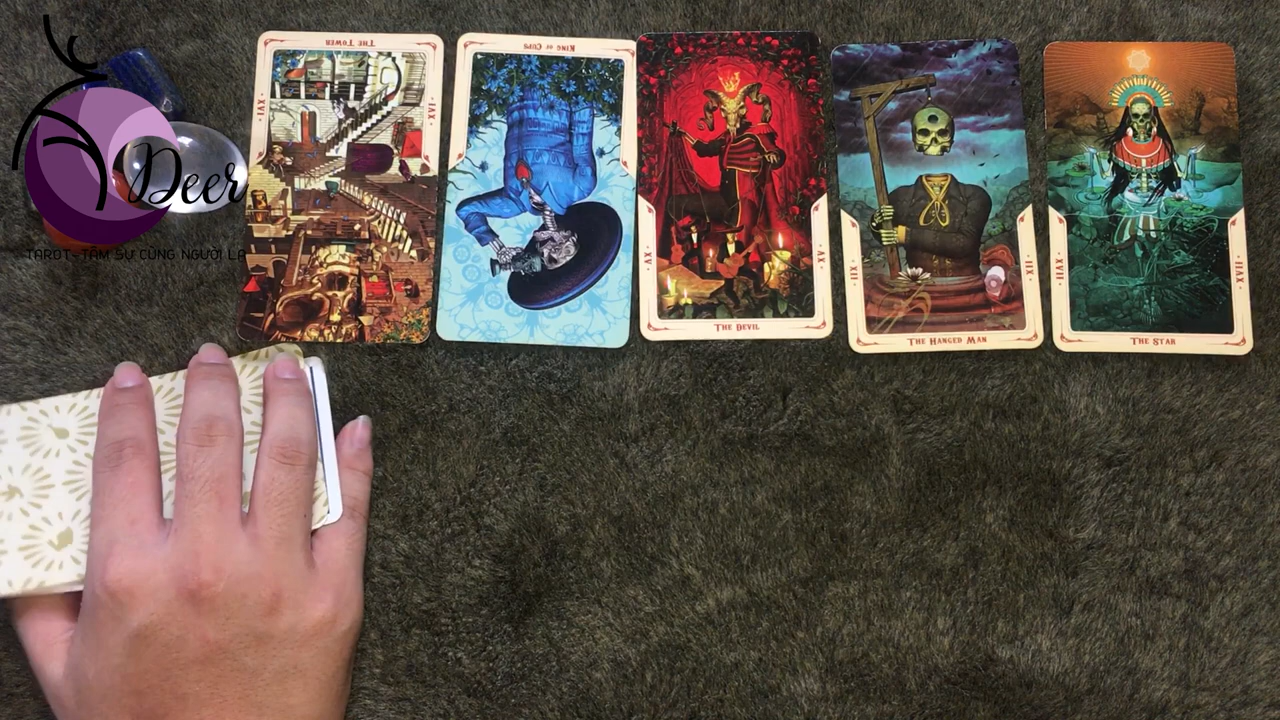 Deer
TAROT-TÂM SỰ CÙNG NGƯỜI LẠ
THE TOWER
XVI
XVI
KING OF CUPS
XV
XV
THE DEVIL
XII
XII
THE HANGED MAN
XVII
XVII
THE STAR